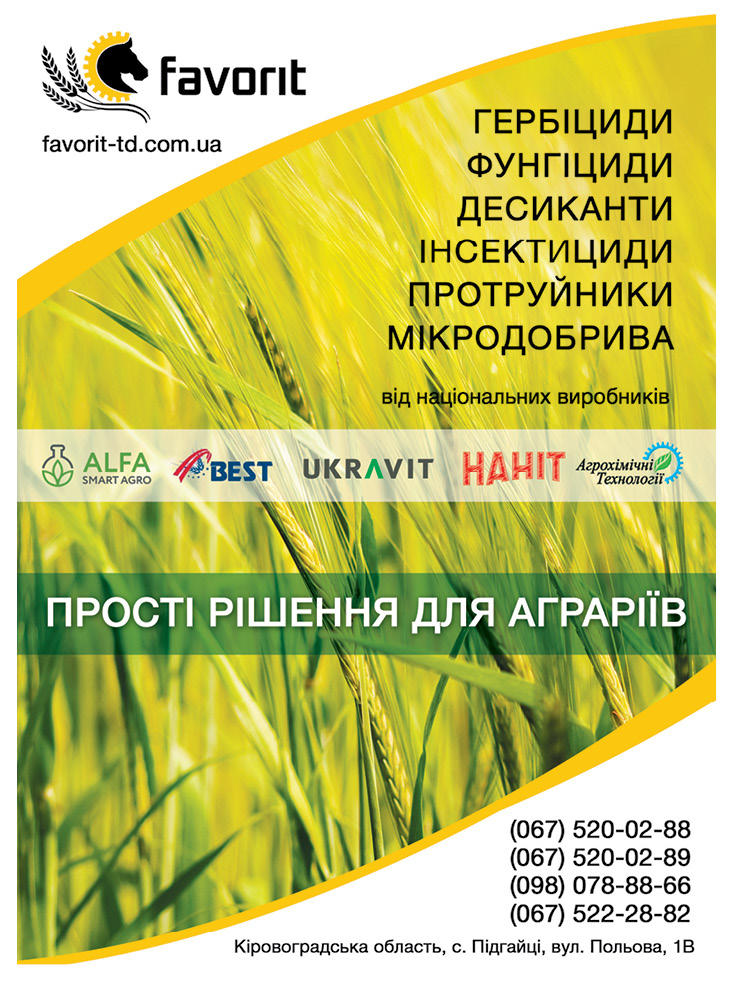 favorit
favorit-td.com.ua
ГЕРБІЦИДИ
ФУНГІЦИДИ
ДЕСИКАНТИ
ІНСЕКТИЦИДИ
ПРОТРУЙНИКИ
МІКРОДОБРИВА
від національних виробників
ALFA
SMART AGRO
BEST
UKRAVIT
НАНІТ
Агрохімічні
Технології
ПРОСТІ РІШЕННЯ ДЛЯ АГРАРІЇВ
(067) 520-02-88
(067) 520-02-89
(098) 078-88-66
(067) 522-28-82
Кіровоградська область, с. Підгайці, вул. Польова, 1В